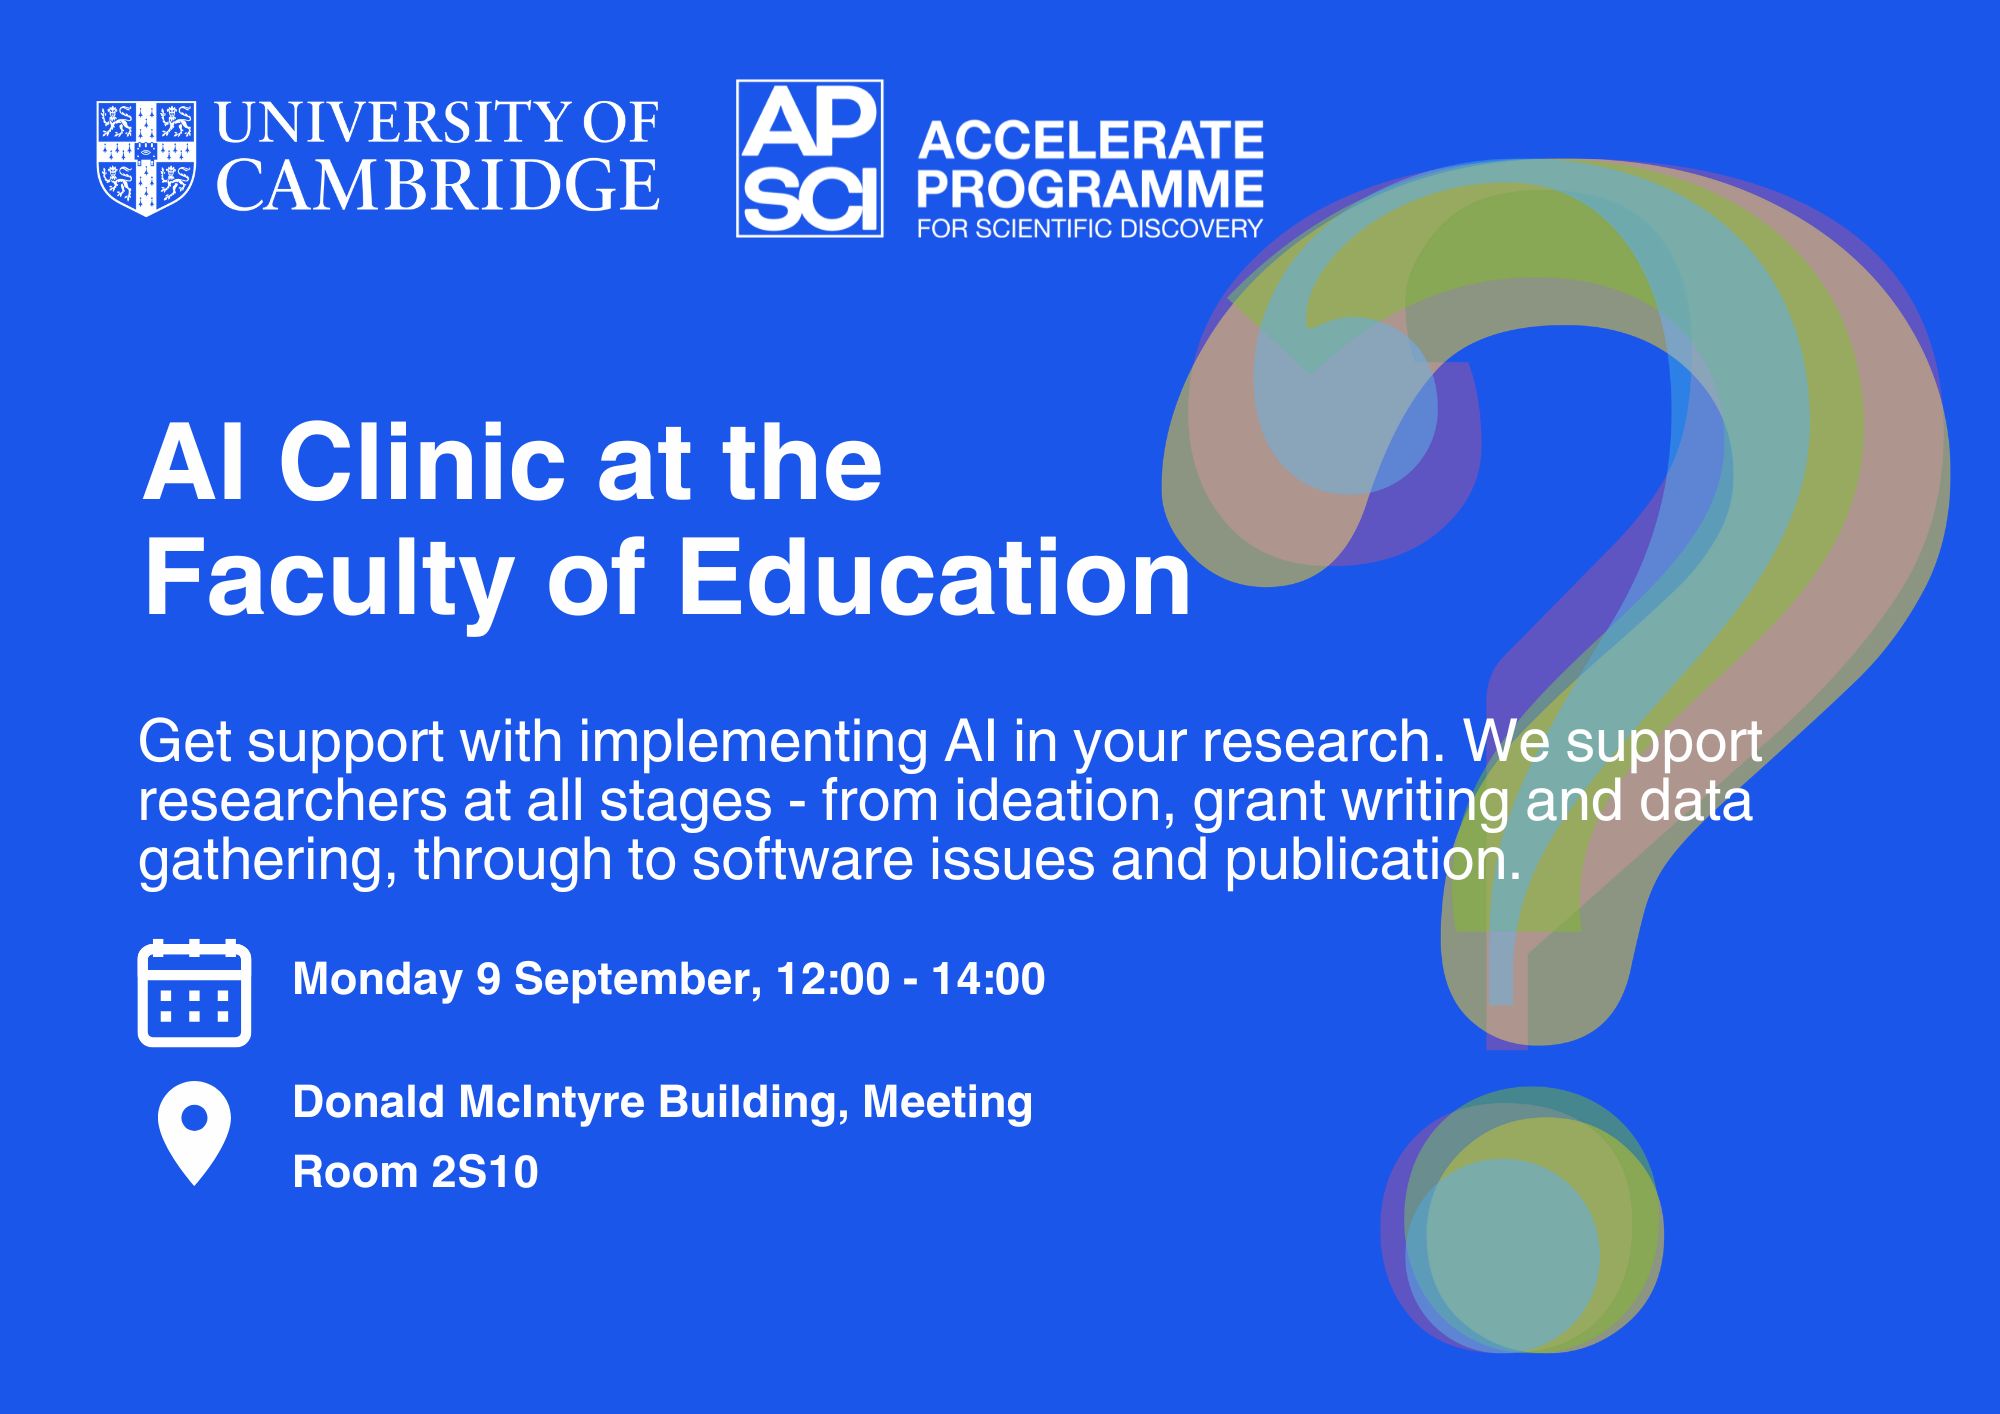 UNIVERSITY OF
CAMBRIDGE
AP
SCI
ACCELERATE
PROGRAMME
FOR SCIENTIFIC DISCOVERY
AI Clinic at the
Faculty of Education
Get support with implementing AI in your research. We support
researchers at all stages - from ideation, grant writing and data
gathering, through to software issues and publication.
Monday 9 September, 12:00 - 14:00
Donald McIntyre Building, Meeting
Room 2S10